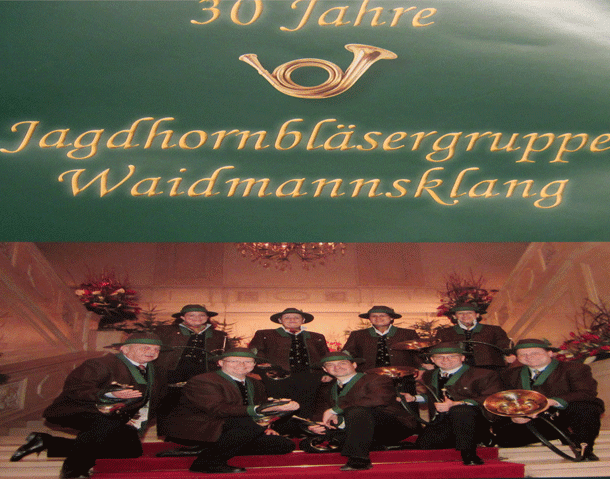 30 Jahre
Jagdhornbläsergruppe
Waidmannsklang